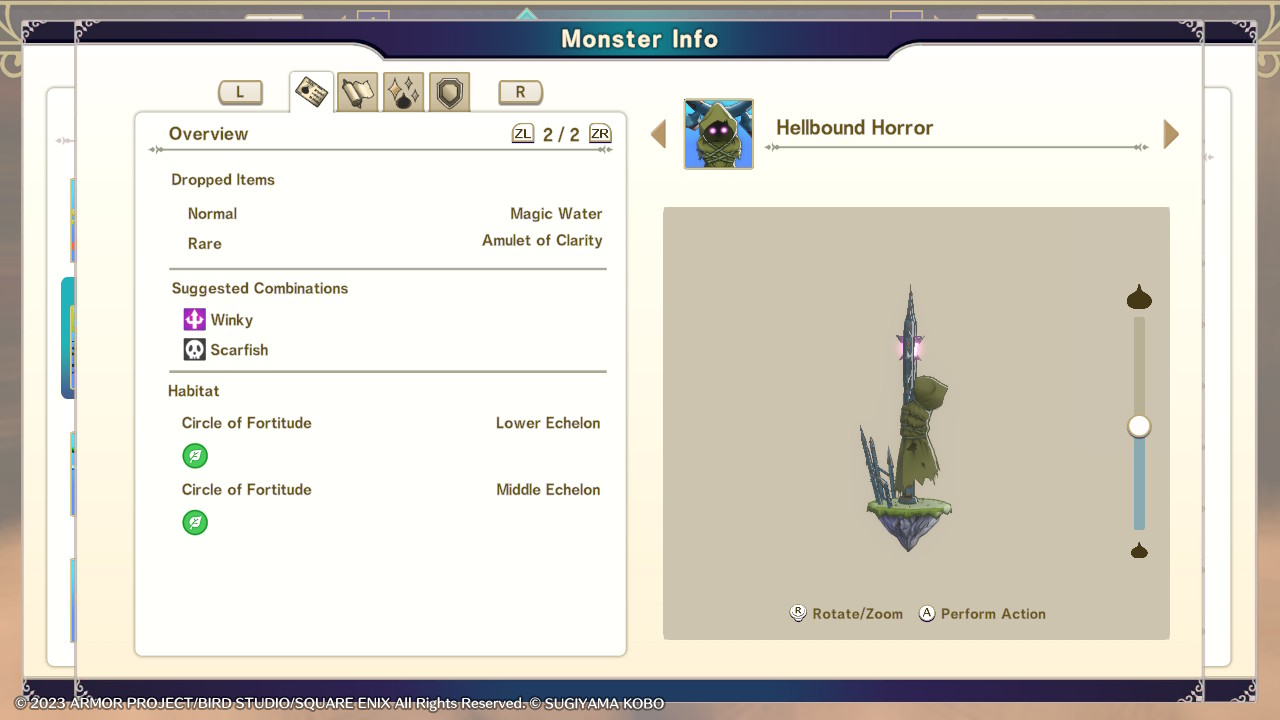 Monster Info
L
R
Overview
ZL 2 / 2 ZR
Dropped Items
Normal Magic Water
Rare Amulet of Clarity
Suggested Combinations
Winky
Scarfish
Habitat
Circle of Fortitude Lower Echelon
Circle of Fortitude Middle Echelon
Hellbound Horror
R Rotate/Zoom A Perform Action
© 2023 ARMOR PROJECT/BIRD STUDIO/SQUARE ENIX All Rights Reserved. © SUGIYAMA KOBO